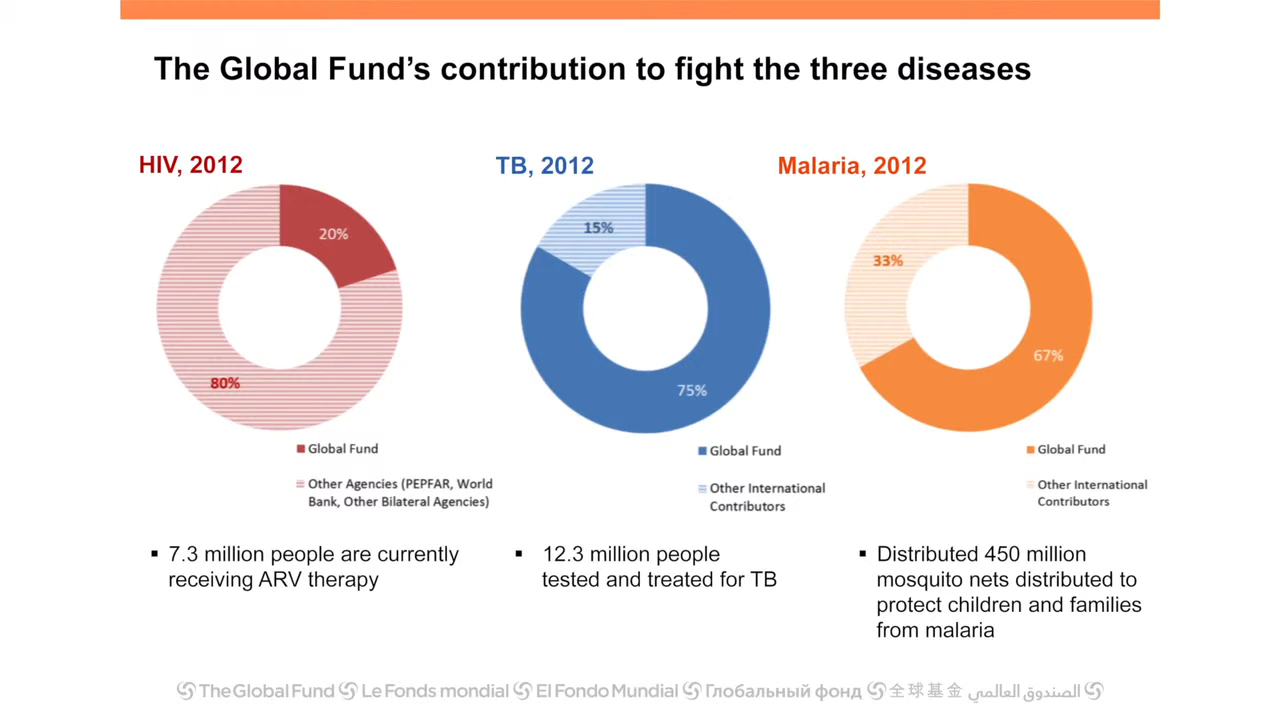 The Global Fund's contribution to fight the three diseases
HIV, 2012
20%
80%
Global Fund
Other Agencies (PEPFAR, World
Bank, Other Bilateral Agencies)
▪ 7.3 million people are currently
receiving ARV therapy
TB, 2012
15%
75%
Global Fund
Other International
Contributors
▪ 12.3 million people
tested and treated for TB
Malaria, 2012
33%
67%
Global Fund
Other International
Contributors
▪ Distributed 450 million
mosquito nets distributed to
protect children and families
from malaria
The Global Fund Le Fonds mondial El Fondo Mundial Глобальный фонд 全球基金 الصندوق العالمي